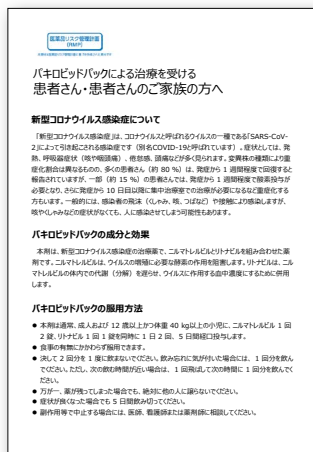 医薬品リスク管理計画
(RMP)
パキロビッドパックによる治療を受ける
患者さん・患者さんのご家族の方へ
新型コロナウイルス感染症について
「新型コロナウイルス感染症」は、コロナウイルスと呼ばれるウイルスの一種である「SARS-CoV-
2」によって引き起こされる感染症です（別名COVID-19と呼ばれています）。症状としては、発
熱、呼吸器症状（咳や咽頭痛）、倦怠感、頭痛などが多く見られます。変異株の種類により重
症化割合は異なるものの、多くの患者さん（約 80 %）は、発症から 1 週間程度で回復すると
報告されていますが、一部（約 15 %）の患者さんでは、発症から 1 週間程度で酸素投与が
必要となり、さらに発症から 10 日目以降に集中治療室での治療が必要になるなど重症化する
方もいます。一般的には、感染者の飛沫（くしゃみ、咳、つばなど）や接触により感染しますが、
咳やくしゃみなどの症状がなくても、人に感染させてしまう可能性もあります。
パキロビッドパックの成分と効果
本剤は、新型コロナウイルス感染症の治療薬で、ニルマトレルビルとリトナビルを組み合わせた薬
剤です。ニルマトレルビルは、ウイルスの増殖に必要な酵素の作用を阻害します。リトナビルは、ニル
マトレルビルの体内での代謝（分解）を遅らせ、ウイルスに作用する血中濃度にするために併用
します。
パキロビッドパックの服用方法
● 本剤は通常、成人および 12 歳以上かつ体重 40 kg以上の小児に、ニルマトレルビル 1 回
2 錠、リトナビル 1 回 1 錠を同時に 1 日 2 回、5 日間経口投与します。
● 食事の有無にかかわらず服用できます。
● 決して 2 回分を 1 度に飲まないでください。飲み忘れに気が付いた場合には、1 回分を飲ん
でください。ただし、次の飲む時間が近い場合は、1 回飛ばして次の時間に 1 回分を飲んでく
ださい。
● 万が一、薬が残ってしまった場合でも、絶対に他の人に譲らないでください。
● 症状が良くなった場合でも 5 日間飲み切ってください。
● 副作用等で中止する場合には、医師、看護師または薬剤師に相談してください。